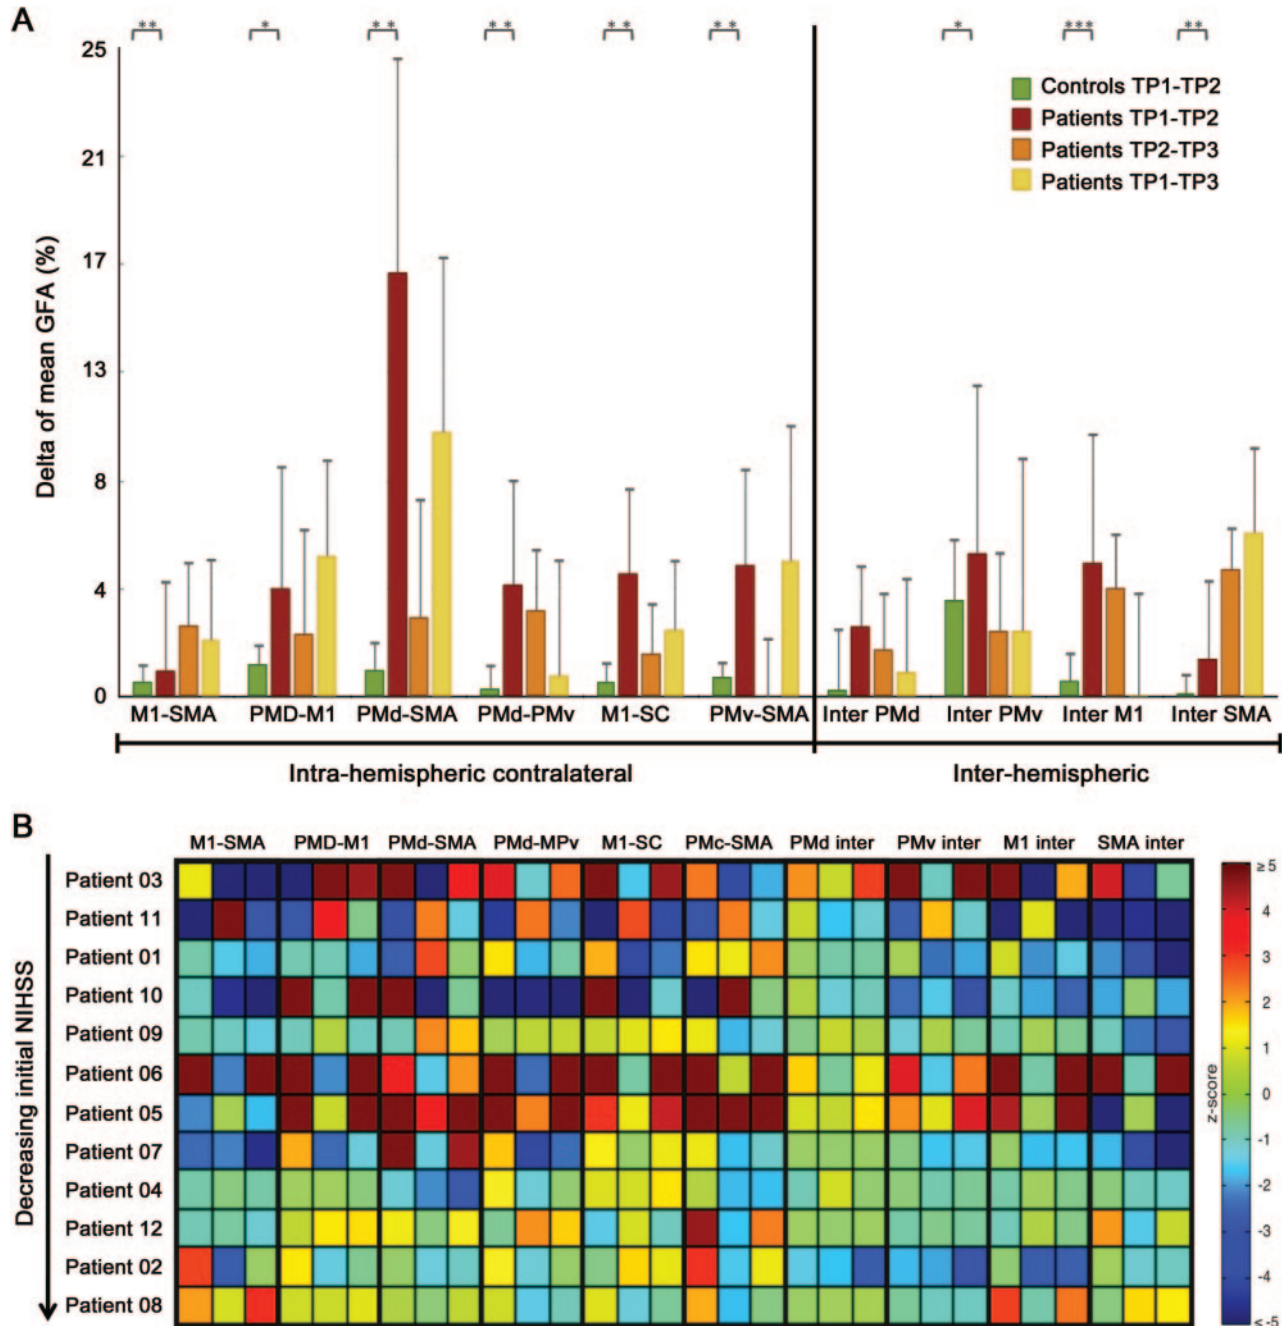 A
** * ** ** ** ** * *** **
25
21
17
13
8
4
0
Delta of mean GFA (%)
Controls TP1-TP2
Patients TP1-TP2
Patients TP2-TP3
Patients TP1-TP3
M1-SMA PMD-M1 PMd-SMA PMd-PMv M1-SC PMv-SMA Inter PMd Inter PMv Inter M1 Inter SMA
Intra-hemispheric contralateral Inter-hemispheric
B
M1-SMA PMD-M1 PMd-SMA PMd-MPv M1-SC PMc-SMA PMd inter PMv inter M1 inter SMA inter
Decreasing initial NIHSS
Patient 03
Patient 11
Patient 01
Patient 10
Patient 09
Patient 06
Patient 05
Patient 07
Patient 04
Patient 12
Patient 02
Patient 08
≥5
4
3
2
1
0
-1
-2
-3
-4
≤-5
z-score